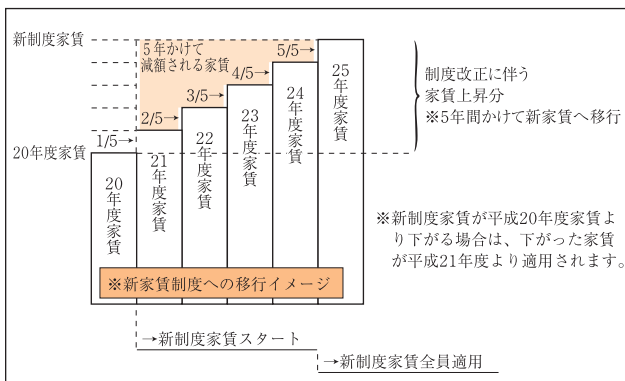 新制度家賃
5年かけて
減額される家賃
5/5→
4/5→
3/5→
2/5→
1/5→
20年度家賃
20年度家賃
21年度家賃
22年度家賃
23年度家賃
24年度家賃
25年度家賃
制度改正に伴う
家賃上昇分
※5年間かけて新家賃へ移行
※新制度家賃が平成20年度家賃よ
り下がる場合は、下がった家賃
が平成21年度より適用されます。
※新家賃制度への移行イメージ
→新制度家賃スタート
→新制度家賃全員適用